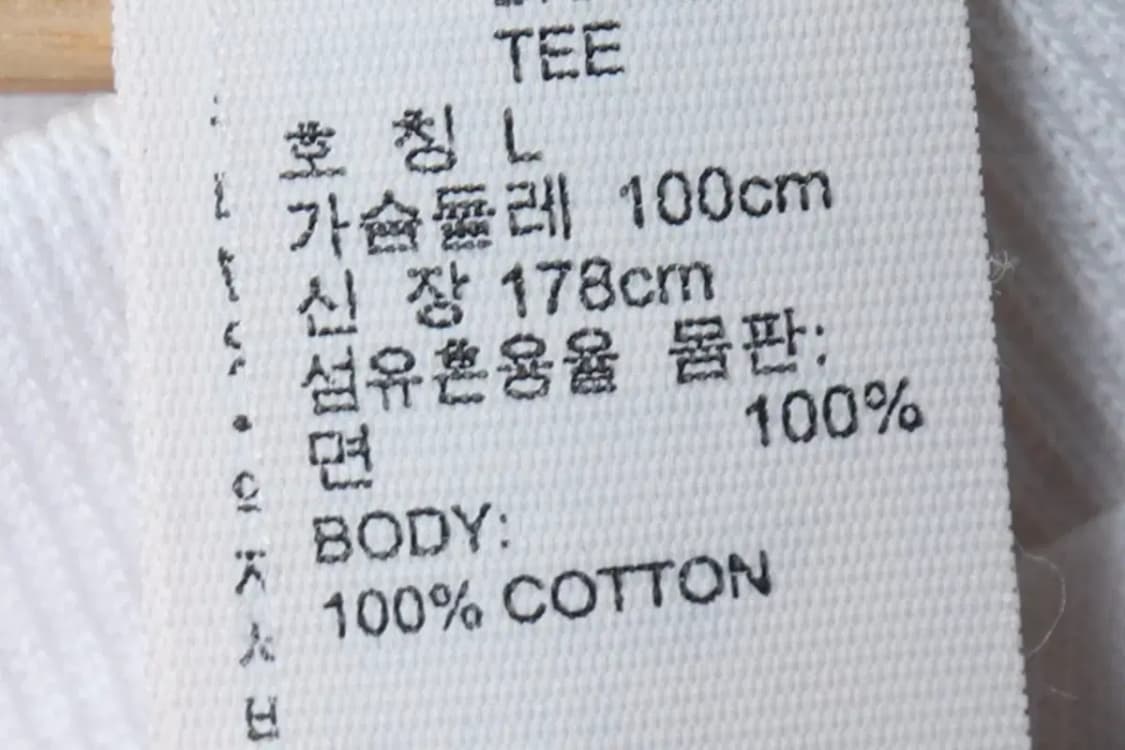 TEE
호 칭 L
가슴둘레 100cm
신 장 178cm
섬유혼용율 몸판:
면 100%
BODY:
100% COTTON